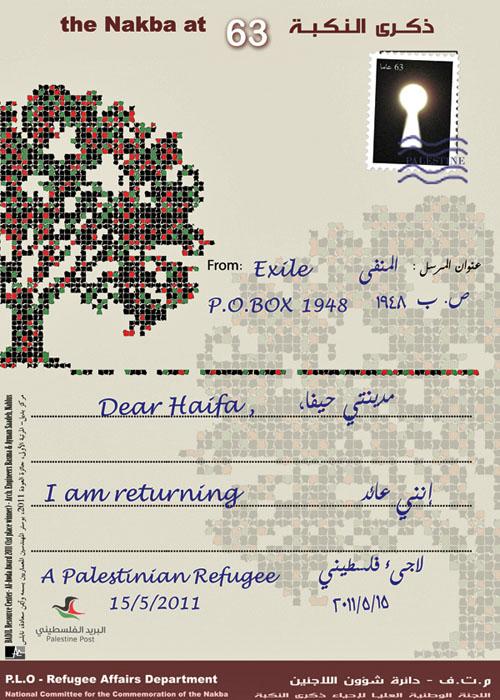 the Nakba at 63 ذكرى النكبة
63 عاما
PALESTINE
From: Exile المنفى عنوان المرسل :
P.O.BOX 1948 ص. ب ١٩٤٨
Dear Haifa , مدينتي حيفا،
I am returning إنني عائد
A Palestinian Refugee لاجىء فلسطيني
15/5/2011 ٢٠١١/٥/١٥
البريد الفلسطيني
Palestine Post
BADIL Resource Center- Al-Awda Award 2011 (1st place winner) - Arch. Engineers Basma & Ayman Saadeh, Nablus
P.L.O - Refugee Affairs Department م.ت.ف - دائرة شؤون اللاجئين
National Committee for the Commemoration of the Nakba اللجنة الوطنية العليا لإحياء ذكرى النكبة